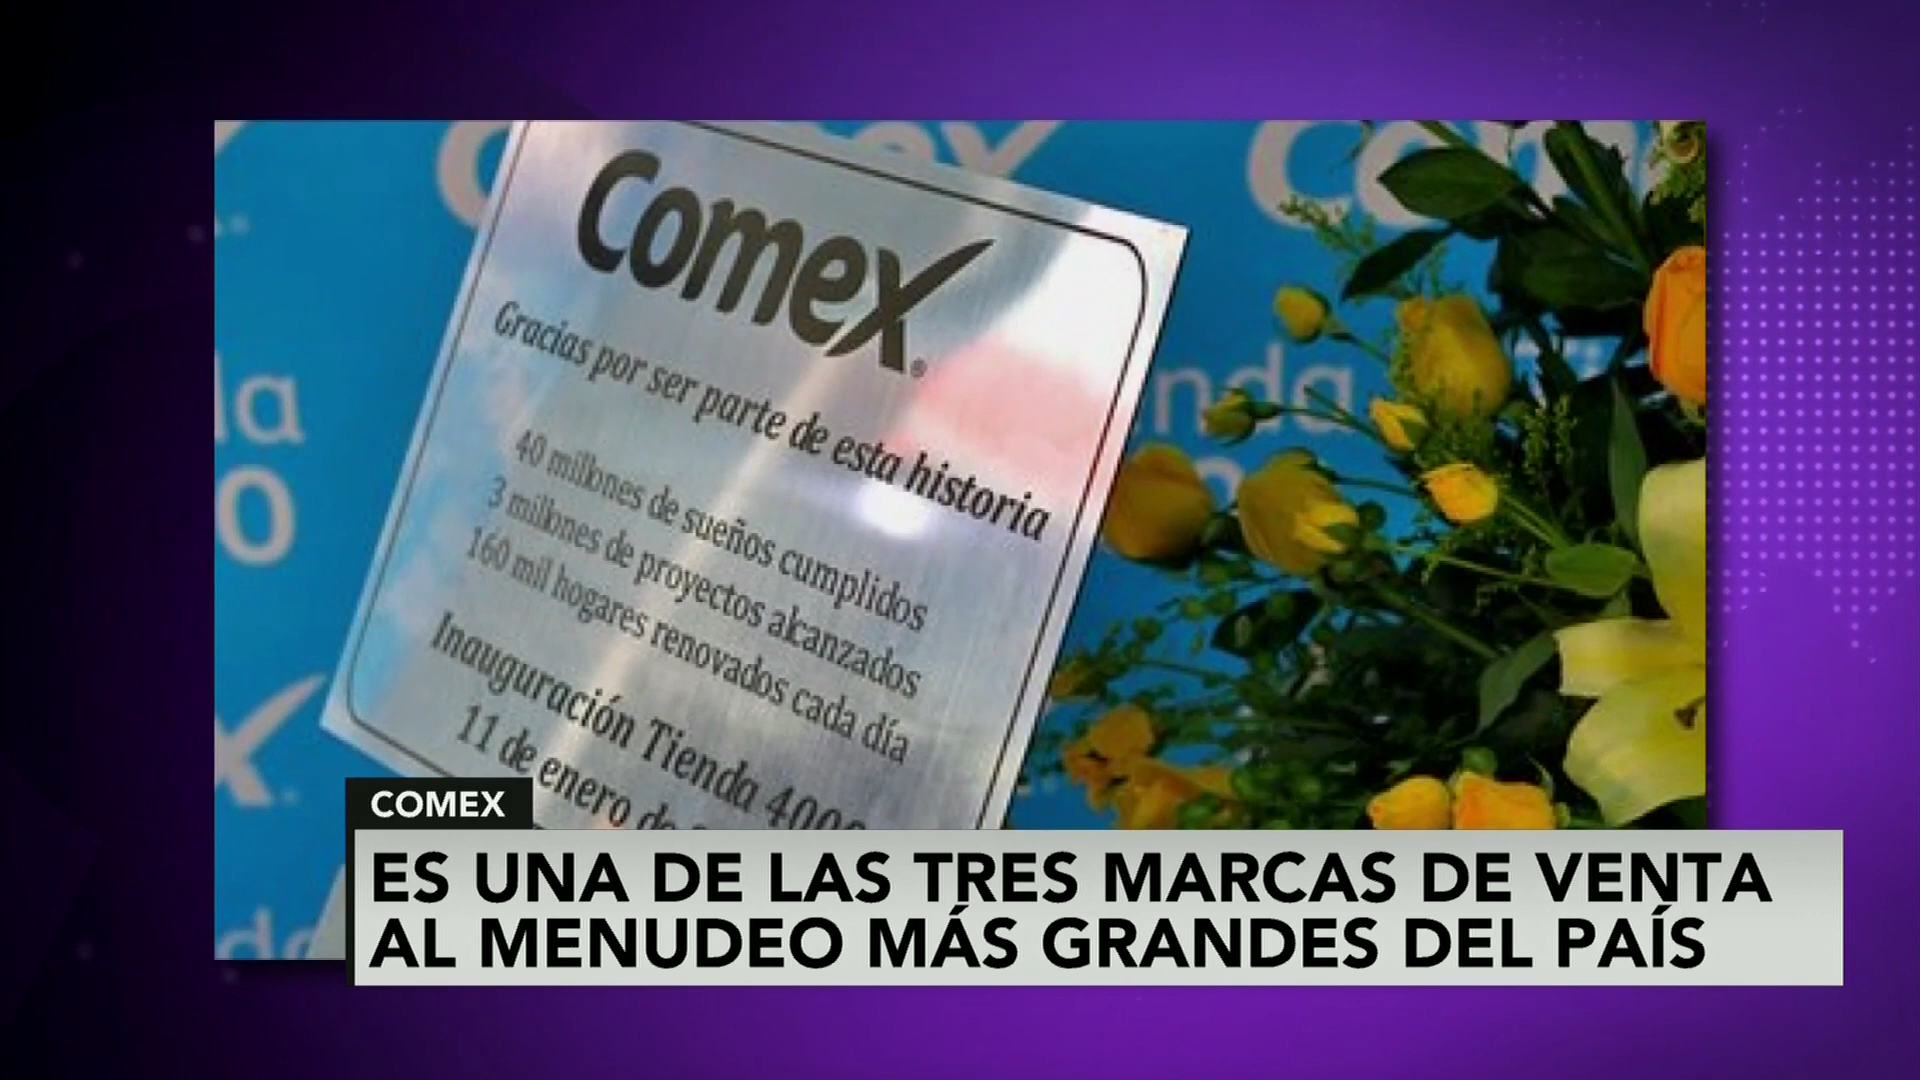 Comex
Gracias por ser parte de esta historia
40 millones de sueños cumplidos
3 millones de proyectos alcanzados
160 mil hogares renovados cada día
Inauguración Tienda
11 de enero de
COMEX
ES UNA DE LAS TRES MARCAS DE VENTA
AL MENUDEO MÁS GRANDES DEL PAÍS